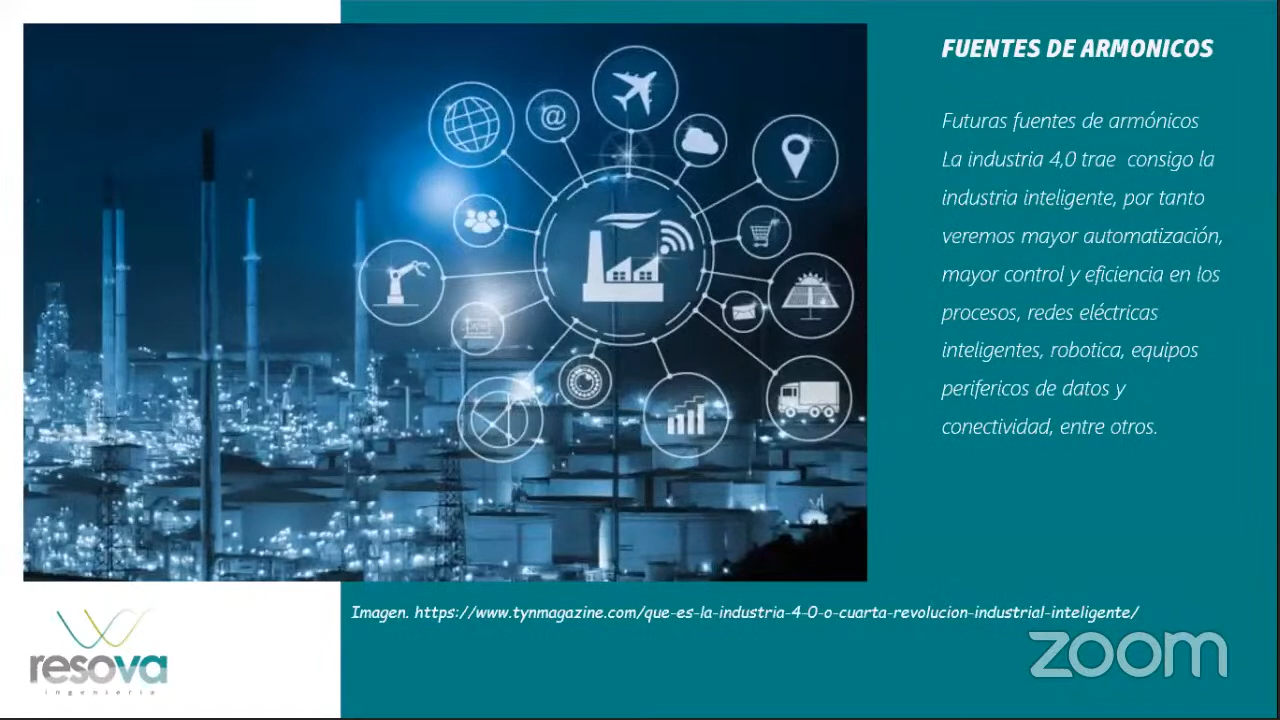 FUENTES DE ARMONICOS
Futuras fuentes de armónicos
La industria 4,0 trae consigo la
industria inteligente, por tanto
veremos mayor automatización,
mayor control y eficiencia en los
procesos, redes eléctricas
inteligentes, robotica, equipos
perifericos de datos y
conectividad, entre otros.
@
Imagen. https://www.tynmagazine.com/que-es-la-industria-4-0-o-cuarta-revolucion-industrial-inteligente/
resova
ingeniería
zoom